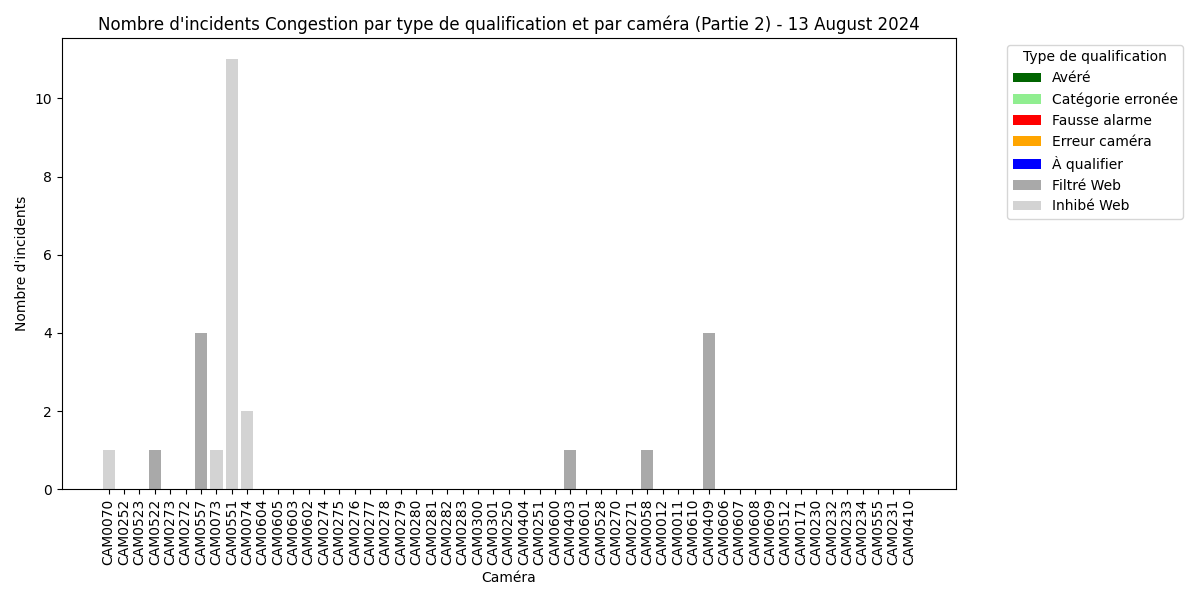 Nombre d'incidents Congestion par type de qualification et par caméra (Partie 2) - 13 August 2024
Nombre d'incidents
10
8
6
4
2
0
CAM0070
CAM0252
CAM0523
CAM0522
CAM0273
CAM0272
CAM0557
CAM0073
CAM0551
CAM0074
CAM0604
CAM0605
CAM0603
CAM0602
CAM0274
CAM0275
CAM0276
CAM0277
CAM0278
CAM0279
CAM0280
CAM0281
CAM0282
CAM0283
CAM0300
CAM0301
CAM0250
CAM0404
CAM0251
CAM0600
CAM0403
CAM0601
CAM0528
CAM0270
CAM0271
CAM0058
CAM0012
CAM0011
CAM0610
CAM0409
CAM0606
CAM0607
CAM0608
CAM0609
CAM0512
CAM0171
CAM0230
CAM0232
CAM0233
CAM0234
CAM0555
CAM0231
CAM0410
Caméra
Type de qualification
Avéré
Catégorie erronée
Fausse alarme
Erreur caméra
À qualifier
Filtré Web
Inhibé Web